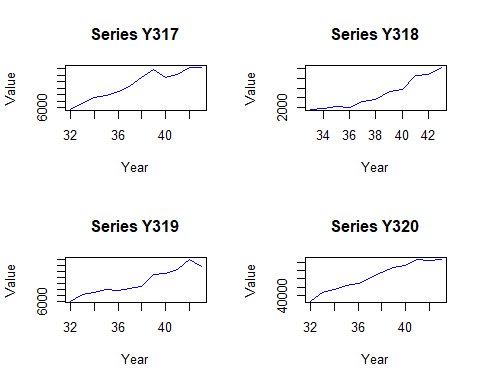 Series Y317
Value
6000
32 36 40
Year
Series Y318
Value
2000
34 36 38 40 42
Year
Series Y319
Value
6000
32 36 40
Year
Series Y320
Value
40000
32 36 40
Year